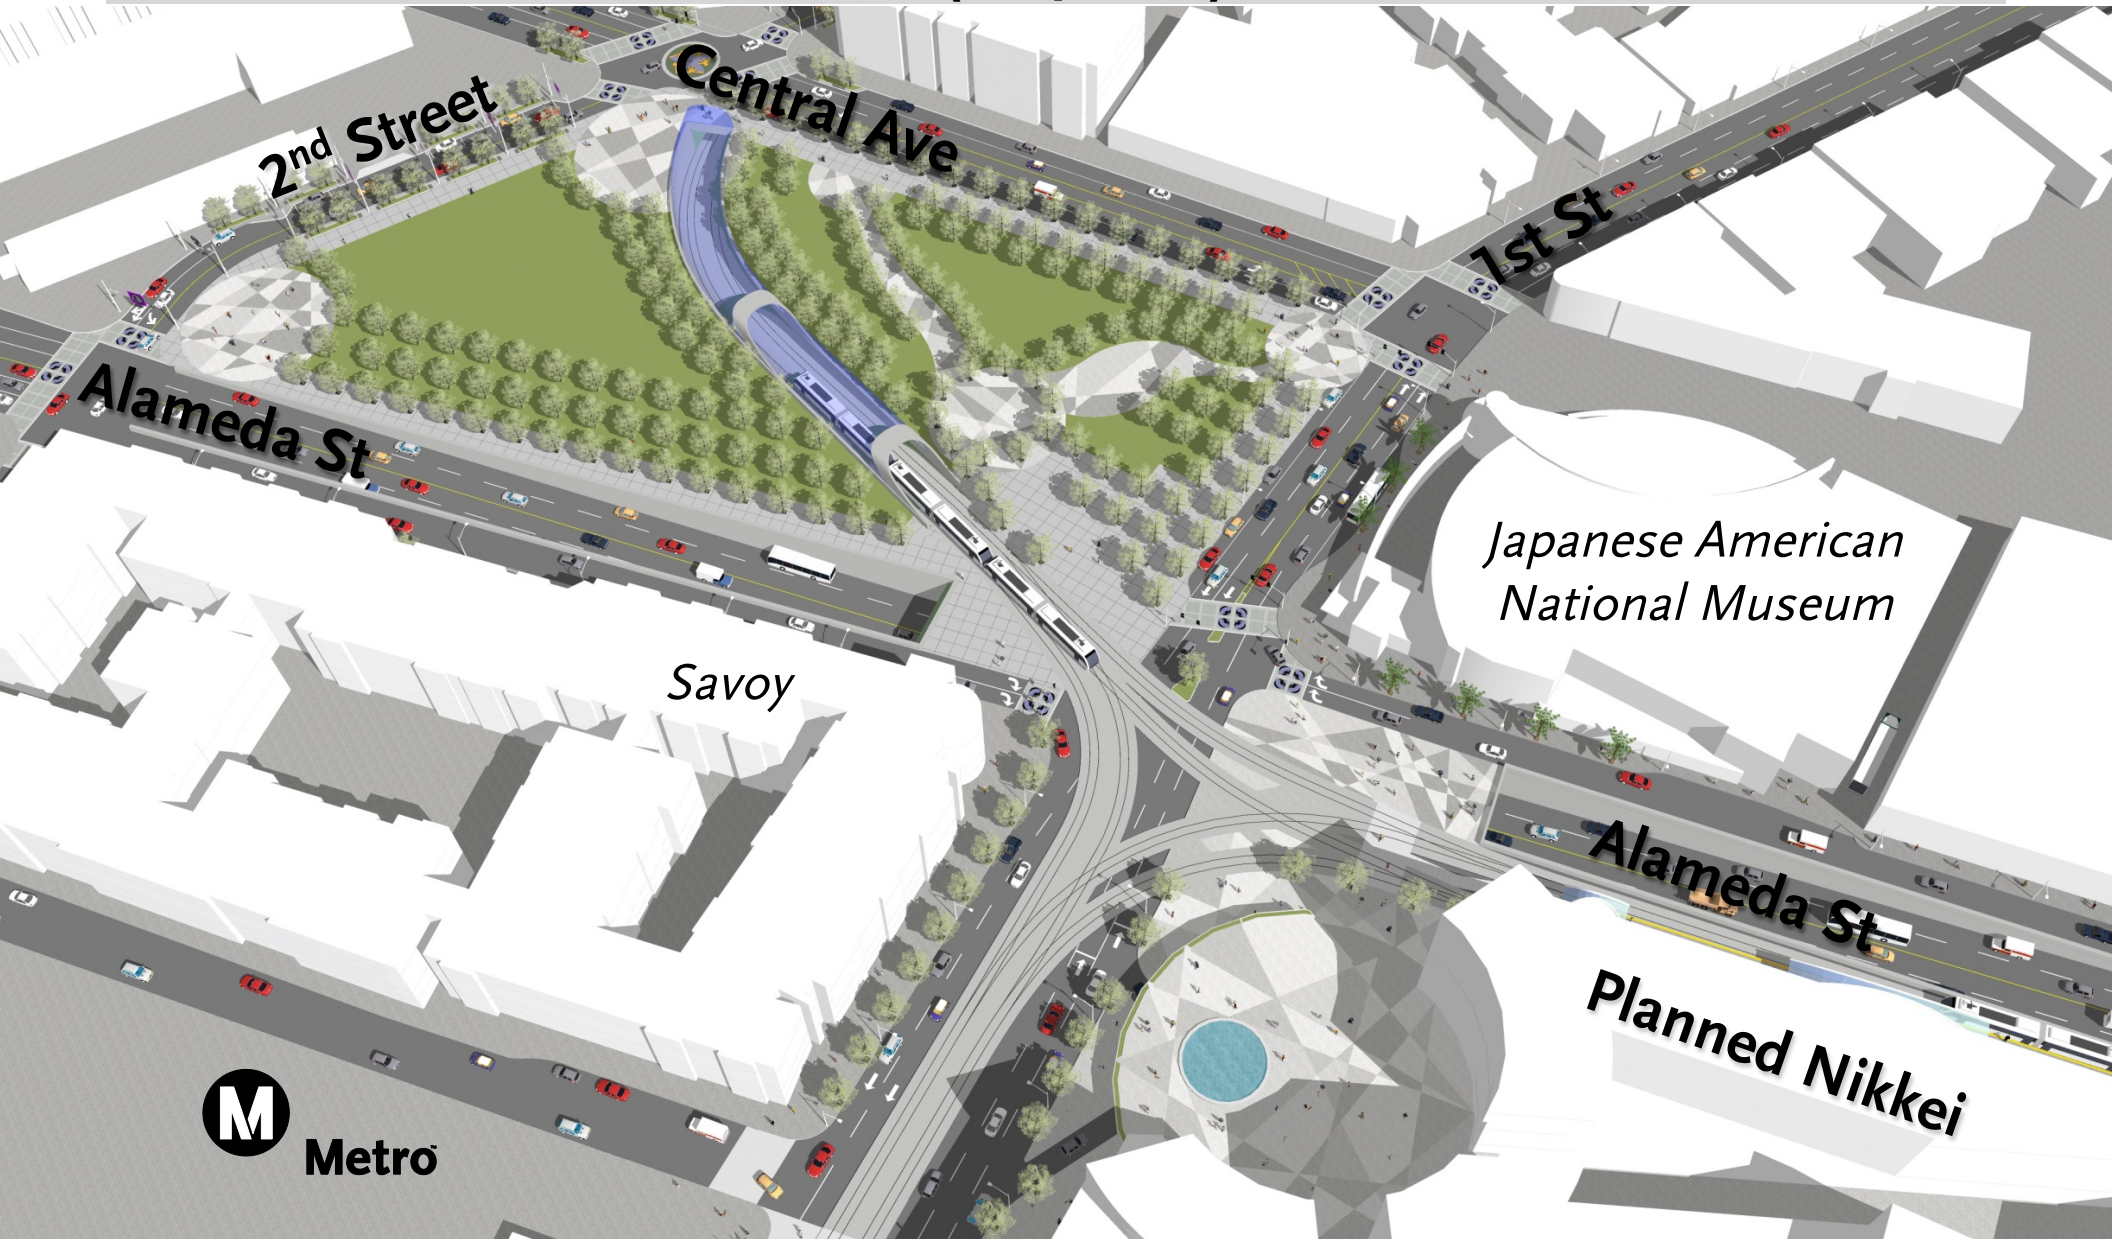 Central Ave
2nd Street
1st St
Alameda St
Japanese American
National Museum
Savoy
Alameda St
Planned Nikkei
M
Metro